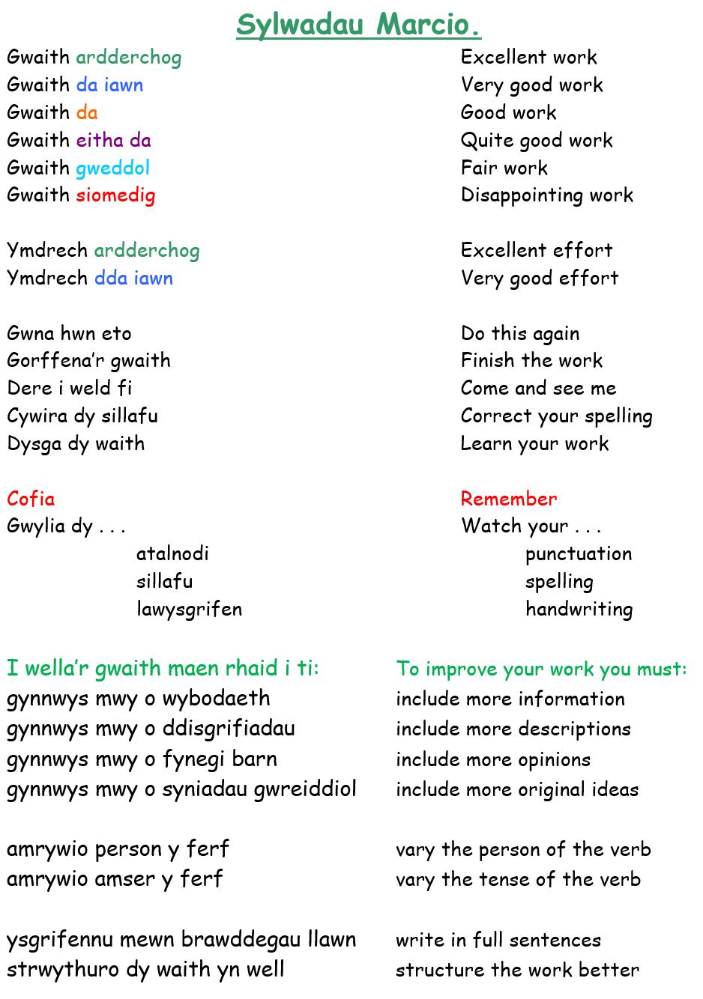 Sylwadau Marcio.
Gwaith ardderchog Excellent work
Gwaith da iawn Very good work
Gwaith da Good work
Gwaith eitha da Quite good work
Gwaith gweddol Fair work
Gwaith siomedig Disappointing work
Ymdrech ardderchog Excellent effort
Ymdrech dda iawn Very good effort
Gwna hwn eto Do this again
Gorffena'r gwaith Finish the work
Dere i weld fi Come and see me
Cywira dy sillafu Correct your spelling
Dysga dy waith Learn your work
Cofia Remember
Gwylia dy . . . Watch your . . .
atalnodi punctuation
sillafu spelling
lawysgrifen handwriting
I wella'r gwaith maen rhaid i ti: To improve your work you must:
gynnwys mwy o wybodaeth include more information
gynnwys mwy o ddisgrifiadau include more descriptions
gynnwys mwy o fynegi barn include more opinions
gynnwys mwy o syniadau gwreiddiol include more original ideas
amrywio person y ferf vary the person of the verb
amrywio amser y ferf vary the tense of the verb
ysgrifennu mewn brawddegau llawn write in full sentences
strwythuro dy waith yn well structure the work better